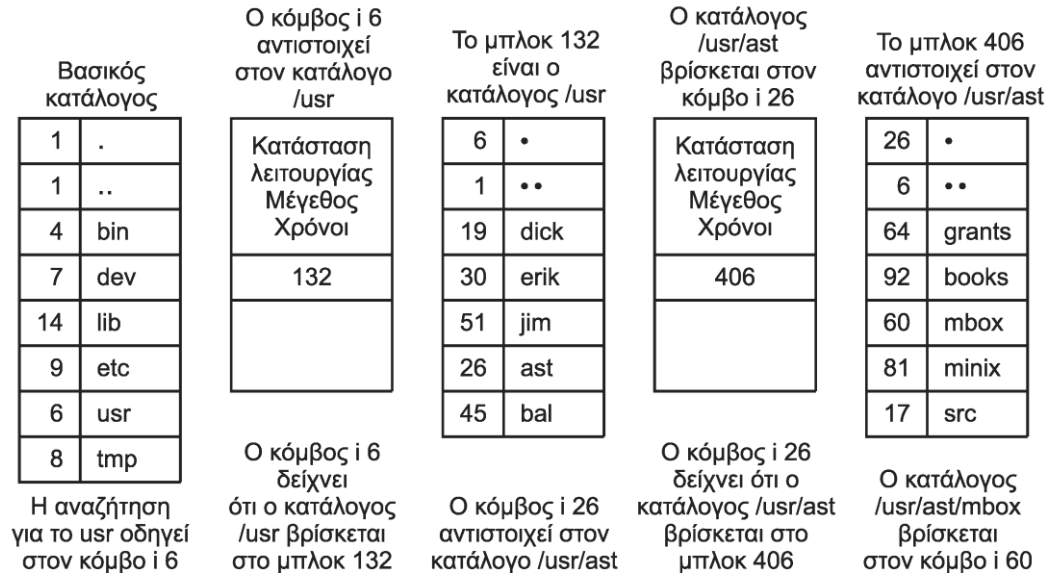 Βασικός
κατάλογος
1 .
1 ..
4 bin
7 dev
14 lib
9 etc
6 usr
8 tmp
Η αναζήτηση
για το usr οδηγεί
στον κόμβο i 6
Ο κόμβος i 6
αντιστοιχεί
στον κατάλογο
/usr
Κατάσταση
λειτουργίας
Μέγεθος
Χρόνοι
132
Ο κόμβος i 6
δείχνει
ότι ο κατάλογος
/usr βρίσκεται
στο μπλοκ 132
Το μπλοκ 132
είναι ο
κατάλογος /usr
6 •
1 ••
19 dick
30 erik
51 jim
26 ast
45 bal
Ο κόμβος i 26
αντιστοιχεί στον
κατάλογο /usr/ast
Ο κατάλογος
/usr/ast
βρίσκεται στον
κόμβο i 26
Κατάσταση
λειτουργίας
Μέγεθος
Χρόνοι
406
Ο κόμβος i 26
δείχνει ότι ο
κατάλογος /usr/ast
βρίσκεται στο
μπλοκ 406
Το μπλοκ 406
αντιστοιχεί στον
κατάλογο /usr/ast
26 •
6 ••
64 grants
92 books
60 mbox
81 minix
17 src
Ο κατάλογος
/usr/ast/mbox
βρίσκεται
στον κόμβο i 60